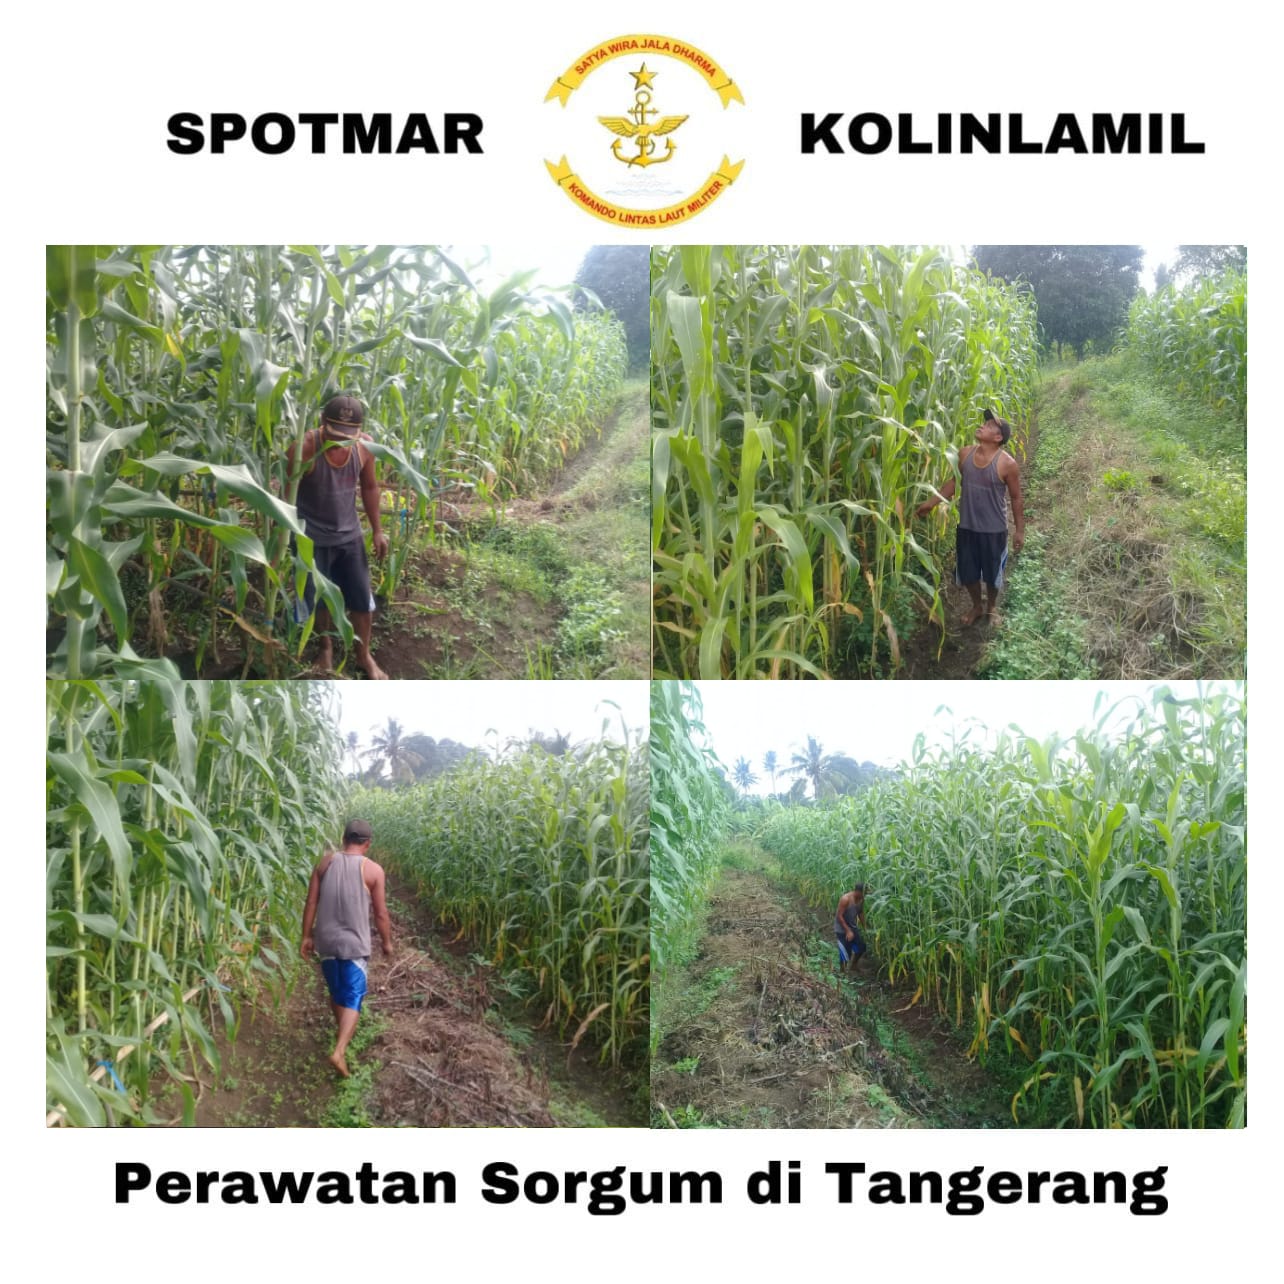 SPOTMAR
SATYA WIRA JALA DHARMA
KOMANDO LINTAS LAUT MILITER
KOLINLAMIL
Perawatan Sorgum di Tangerang